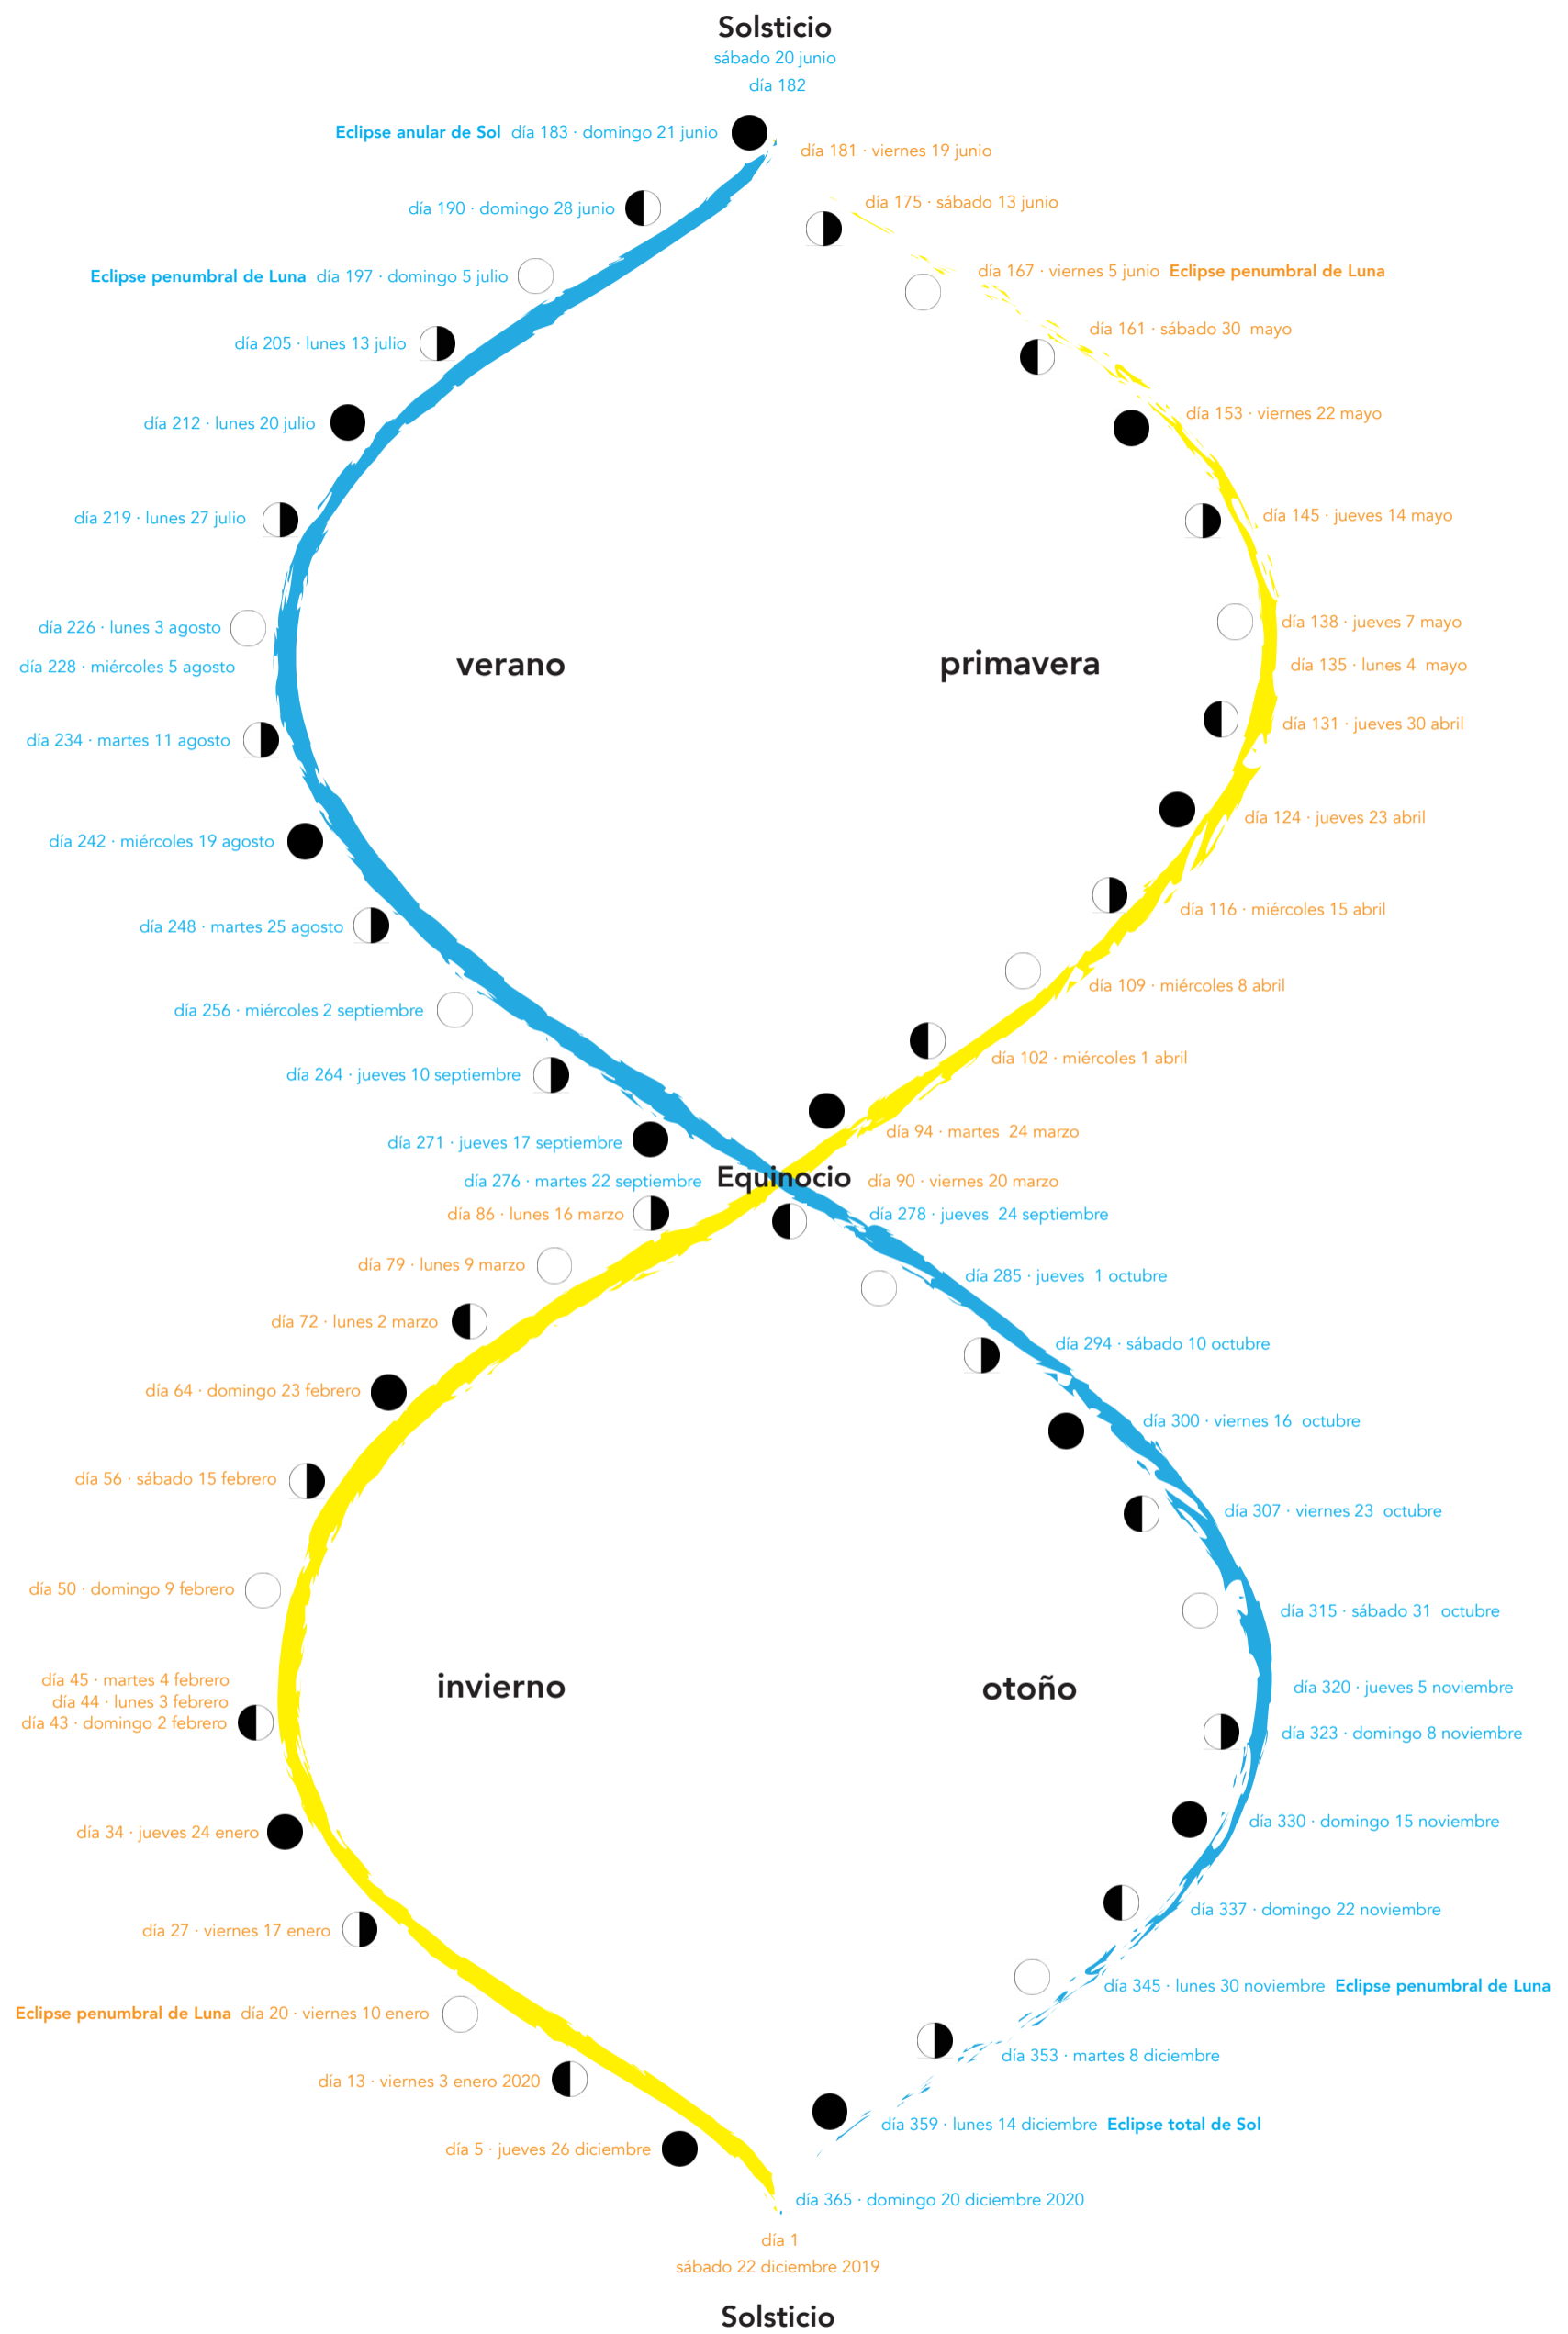 Solsticio
sábado 20 junio
día 182
Eclipse anular de Sol día 183 · domingo 21 junio
día 181 · viernes 19 junio
día 190 · domingo 28 junio
día 175 · sábado 13 junio
Eclipse penumbral de Luna día 197 · domingo 5 julio
día 167 · viernes 5 junio Eclipse penumbral de Luna
día 205 · lunes 13 julio
día 161 · sábado 30 mayo
día 212 · lunes 20 julio
día 153 · viernes 22 mayo
día 219 · lunes 27 julio
día 145 · jueves 14 mayo
día 226 · lunes 3 agosto
día 138 · jueves 7 mayo
día 228 · miércoles 5 agosto
verano
primavera
día 135 · lunes 4 mayo
día 234 · martes 11 agosto
día 131 · jueves 30 abril
día 242 · miércoles 19 agosto
día 124 · jueves 23 abril
día 248 · martes 25 agosto
día 116 · miércoles 15 abril
día 256 · miércoles 2 septiembre
día 109 · miércoles 8 abril
día 264 · jueves 10 septiembre
día 102 · miércoles 1 abril
día 271 · jueves 17 septiembre
día 94 · martes 24 marzo
día 276 · martes 22 septiembre
Equinocio
día 90 · viernes 20 marzo
día 86 · lunes 16 marzo
día 278 · jueves 24 septiembre
día 79 · lunes 9 marzo
día 285 · jueves 1 octubre
día 72 · lunes 2 marzo
día 294 · sábado 10 octubre
día 64 · domingo 23 febrero
día 300 · viernes 16 octubre
día 56 · sábado 15 febrero
día 307 · viernes 23 octubre
día 50 · domingo 9 febrero
día 315 · sábado 31 octubre
día 45 · martes 4 febrero
día 44 · lunes 3 febrero
día 43 · domingo 2 febrero
invierno
otoño
día 320 · jueves 5 noviembre
día 323 · domingo 8 noviembre
día 34 · jueves 24 enero
día 330 · domingo 15 noviembre
día 27 · viernes 17 enero
día 337 · domingo 22 noviembre
Eclipse penumbral de Luna día 20 · viernes 10 enero
día 345 · lunes 30 noviembre Eclipse penumbral de Luna
día 13 · viernes 3 enero 2020
día 353 · martes 8 diciembre
día 5 · jueves 26 diciembre
día 359 · lunes 14 diciembre Eclipse total de Sol
día 365 · domingo 20 diciembre 2020
día 1
sábado 22 diciembre 2019
Solsticio